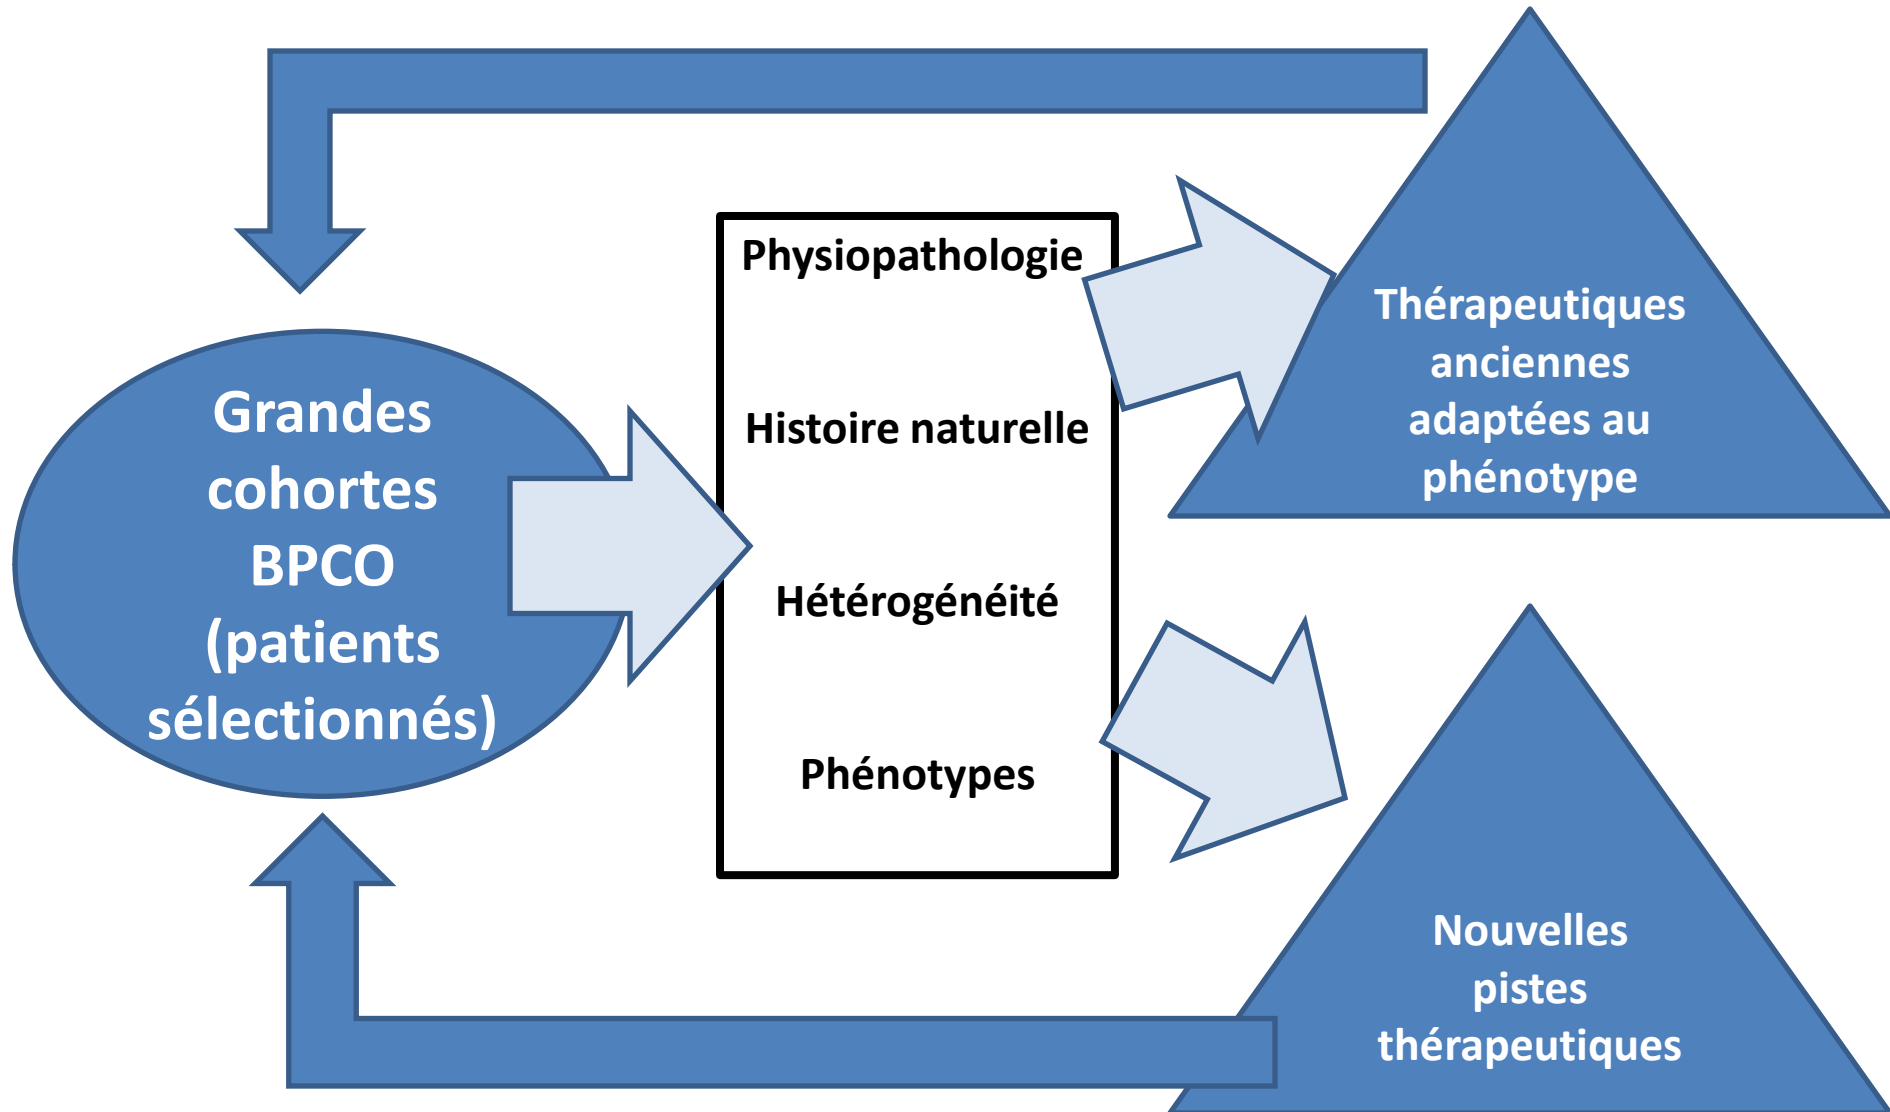 Grandes
cohortes
BPCO
(patients
sélectionnés)
Physiopathologie
Histoire naturelle
Hétérogénéité
Phénotypes
Thérapeutiques
anciennes
adaptées au
phénotype
Nouvelles
pistes
thérapeutiques